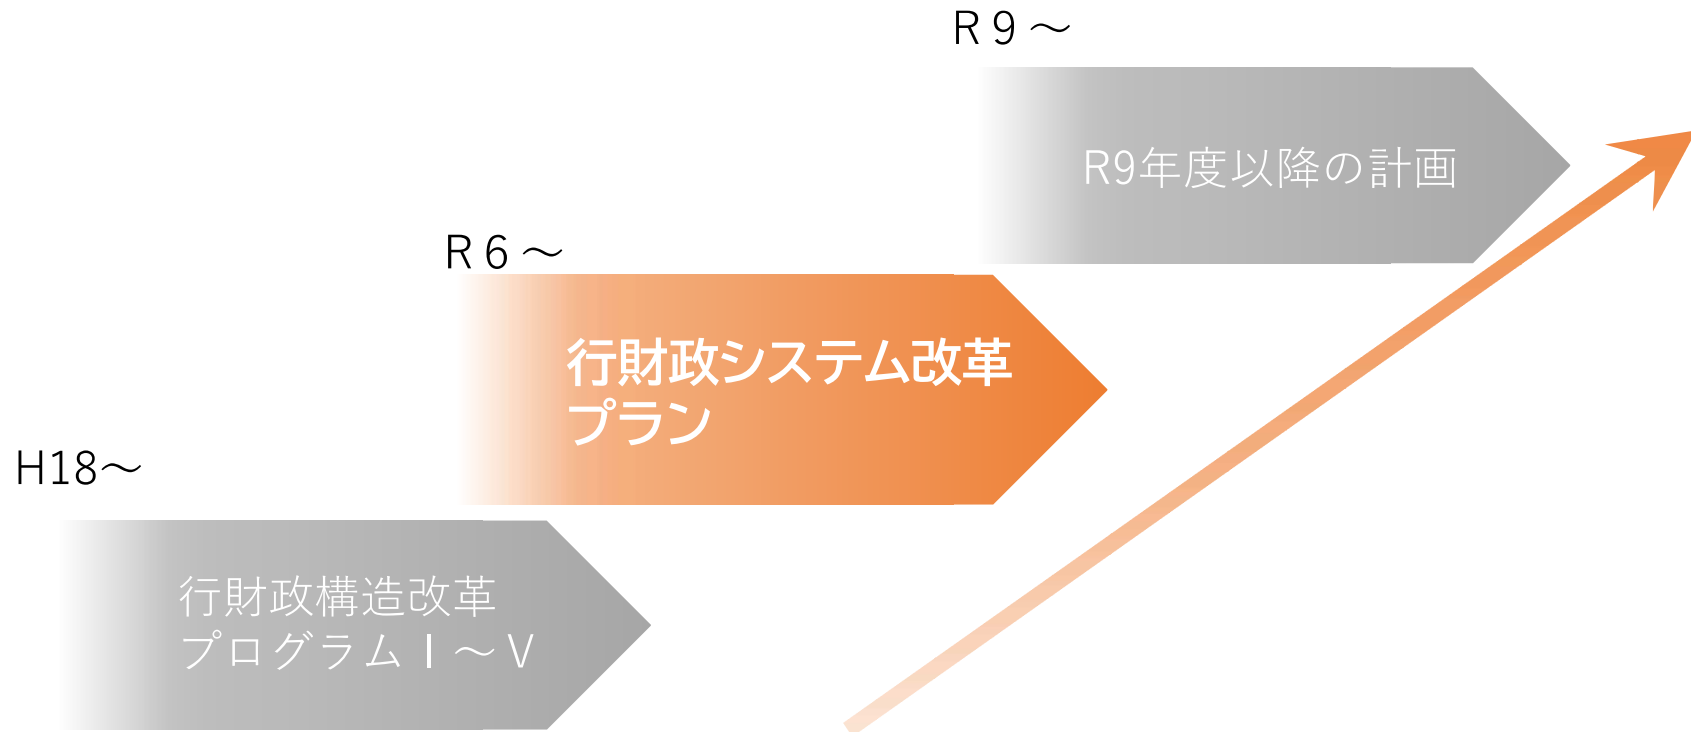 R９～
R9年度以降の計画
R６～
行財政システム改革
プラン
H18～
行財政構造改革
プログラムⅠ～Ⅴ